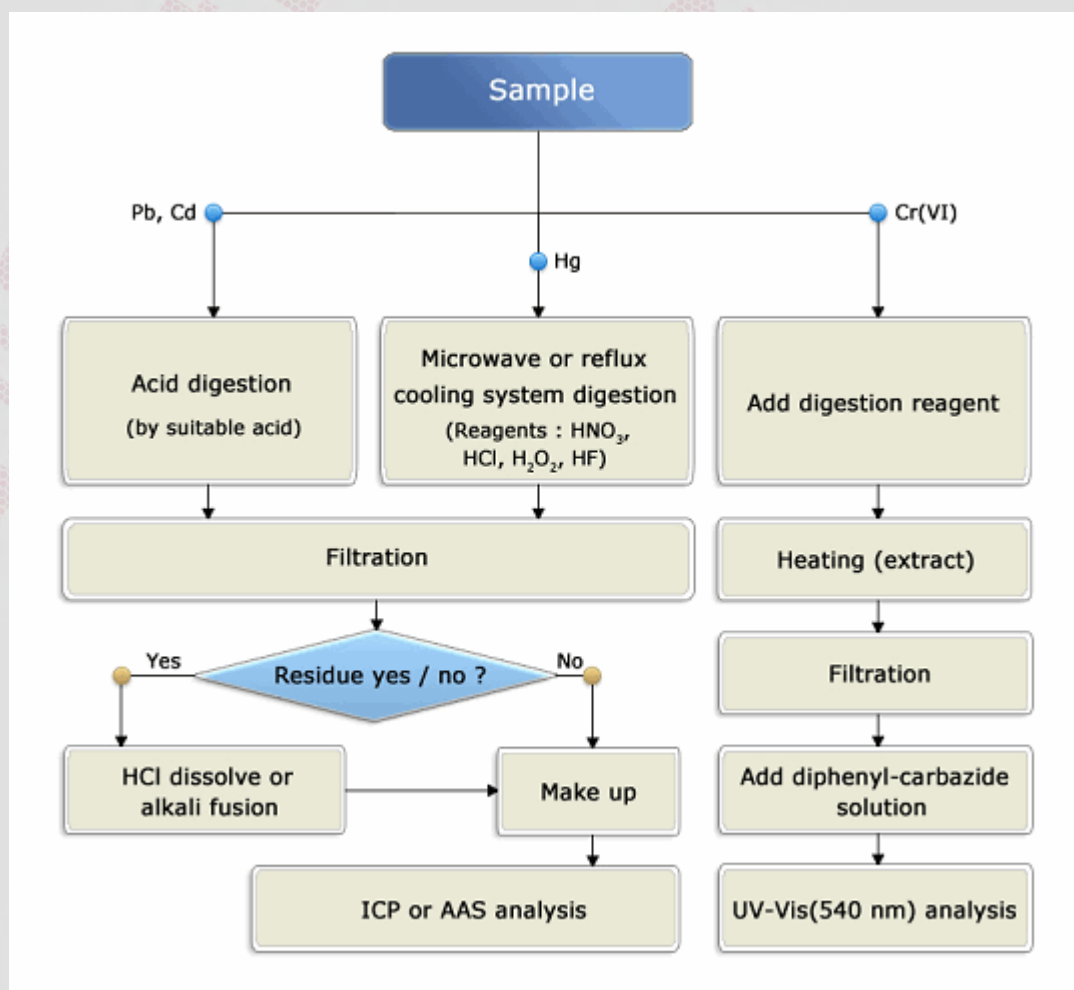 Sample
Pb, Cd
Cr(VI)
Hg
Acid digestion
(by suitable acid)
Microwave or reflux
cooling system digestion
(Reagents : HNO₃,
HCl, H₂O₂, HF)
Add digestion reagent
Filtration
Heating (extract)
Yes
Residue yes / no ?
No
Filtration
HCl dissolve or
alkali fusion
Make up
Add diphenyl-carbazide
solution
ICP or AAS analysis
UV-Vis(540 nm) analysis